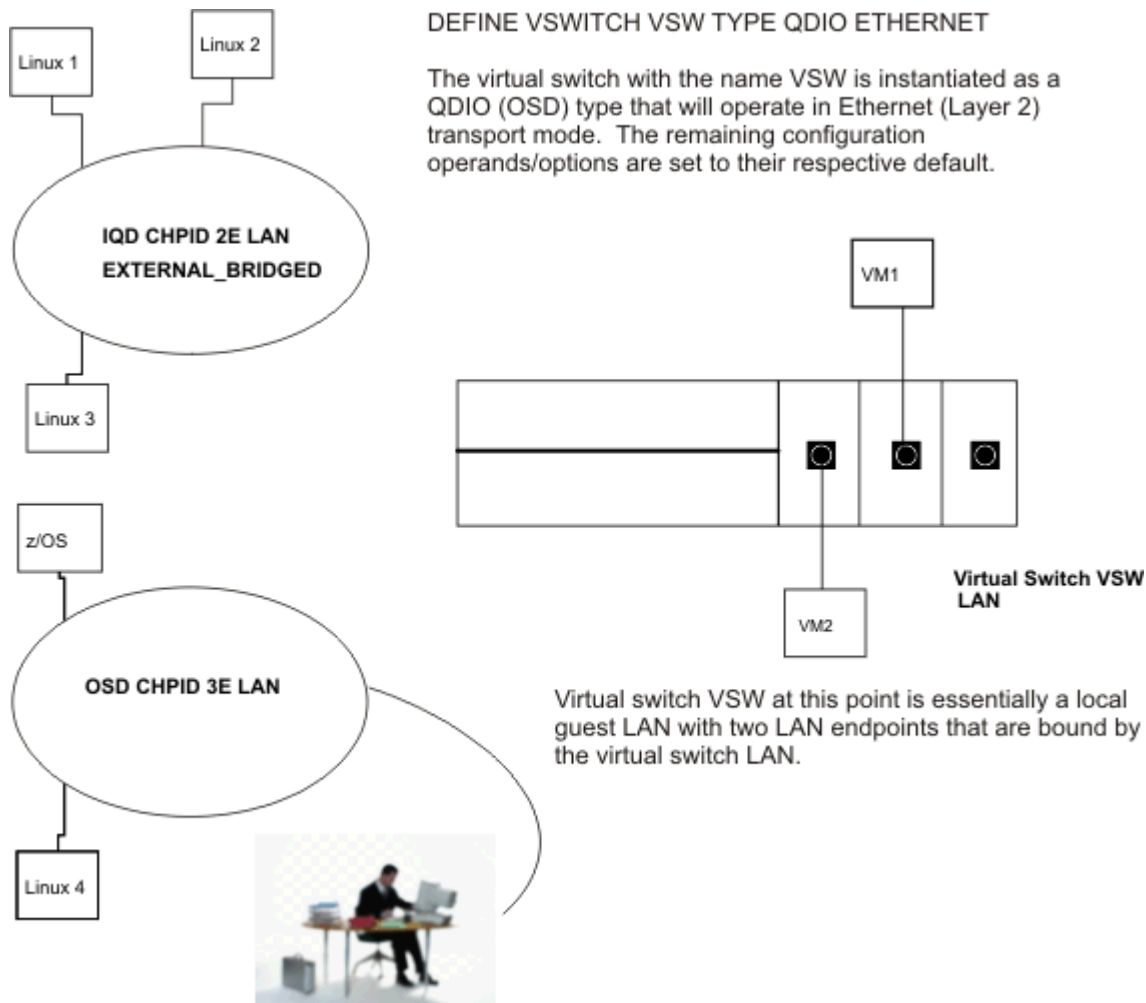 DEFINE VSWITCH VSW TYPE QDIO ETHERNET
The virtual switch with the name VSW is instantiated as a
QDIO (OSD) type that will operate in Ethernet (Layer 2)
transport mode.  The remaining configuration
operands/options are set to their respective default.
Linux 1
Linux 2
IQD CHPID 2E LAN
EXTERNAL_BRIDGED
Linux 3
VM1
VM2
Virtual Switch VSW
LAN
z/OS
OSD CHPID 3E LAN
Linux 4
Virtual switch VSW at this point is essentially a local
guest LAN with two LAN endpoints that are bound by
the virtual switch LAN.